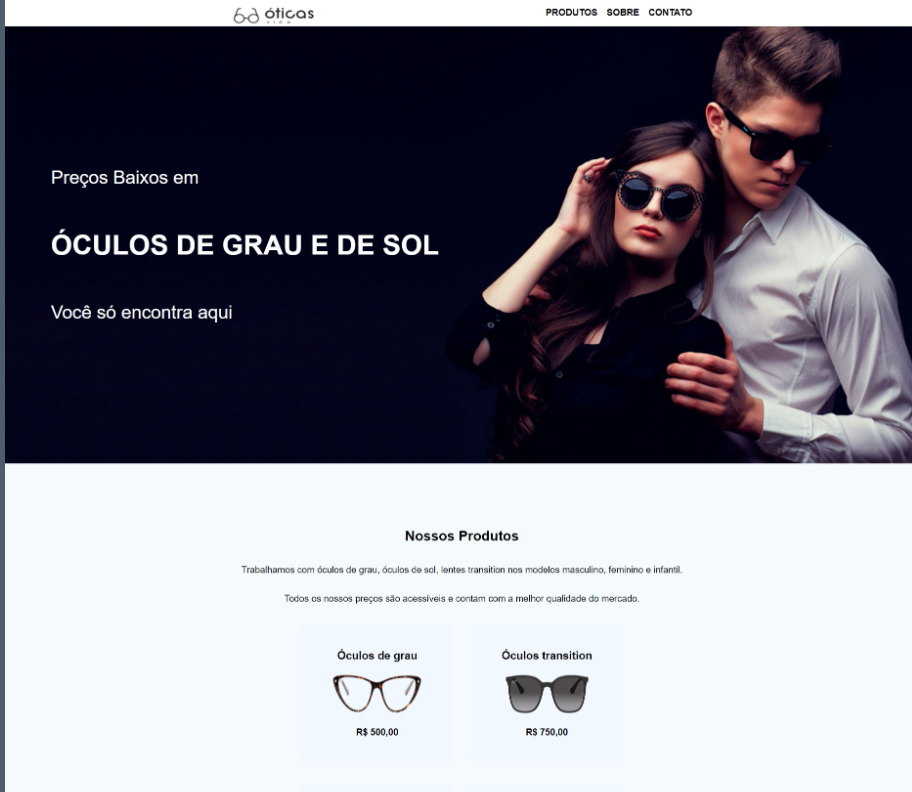 óticas
vida
PRODUTOS SOBRE CONTATO
Preços Baixos em
ÓCULOS DE GRAU E DE SOL
Você só encontra aqui
Nossos Produtos
Trabalhamos com óculos de grau, óculos de sol, lentes transition nos modelos masculino, feminino e infantil.
Todos os nossos preços são acessíveis e contam com a melhor qualidade do mercado.
Óculos de grau
R$ 500,00
Óculos transition
R$ 750,00